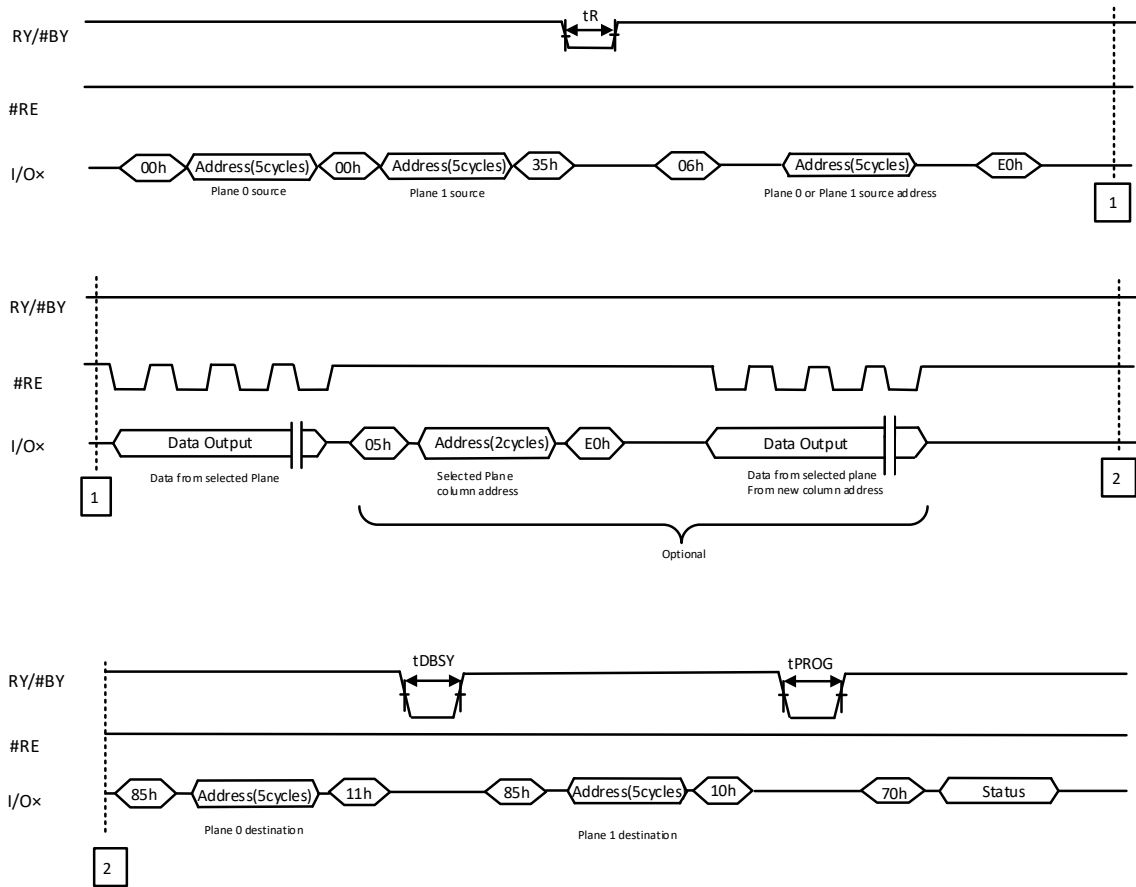 tR
RY/#BY
#RE
I/O×
00h Address(5cycles) 00h Address(5cycles) 35h 06h Address(5cycles) E0h
Plane 0 source Plane 1 source Plane 0 or Plane 1 source address
1
RY/#BY
#RE
I/O×
Data Output 05h Address(2cycles) E0h Data Output
Data from selected Plane
Selected Plane
column address
Data from selected plane
From new column address
1
2
Optional
tDBSY tPROG
RY/#BY
#RE
I/O×
85h Address(5cycles) 11h 85h Address(5cycles 10h 70h Status
Plane 0 destination Plane 1 destination
2